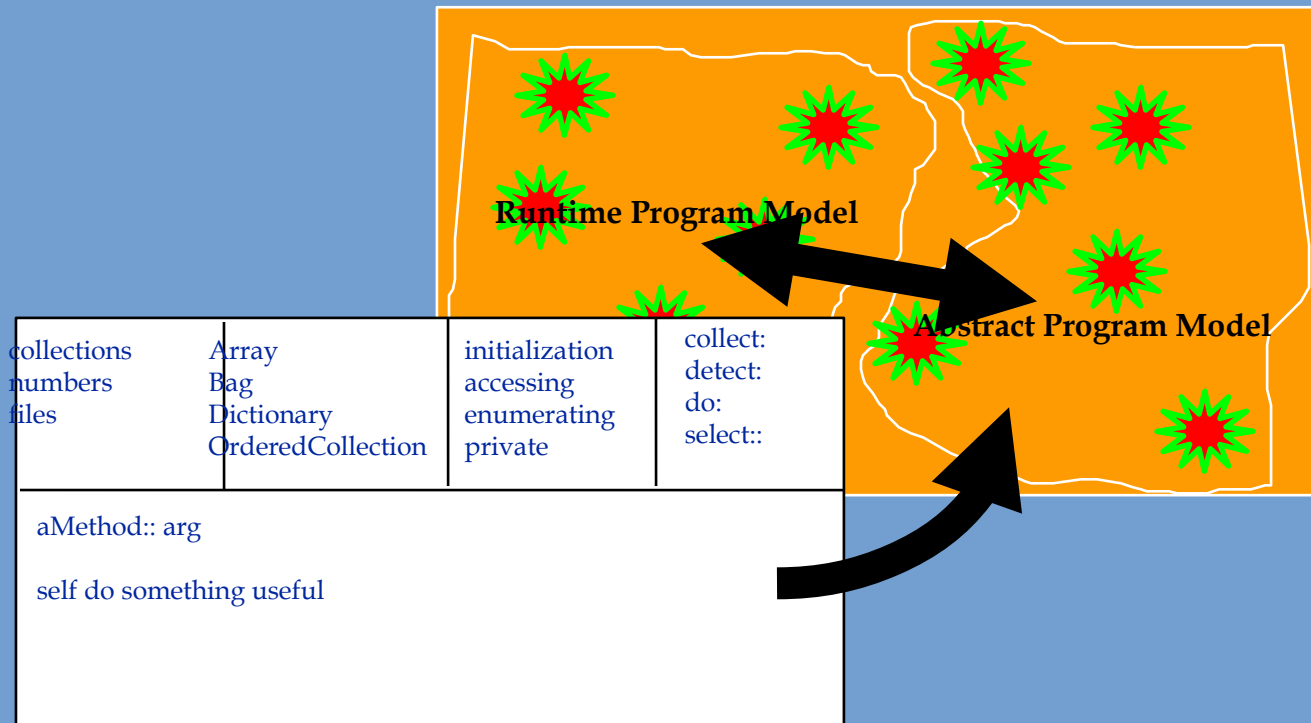 Runtime Program Model
Abstract Program Model
collections
numbers
files
Array
Bag
Dictionary
OrderedCollection
initialization
accessing
enumerating
private
collect:
detect:
do:
select::
aMethod:: arg
self do something useful